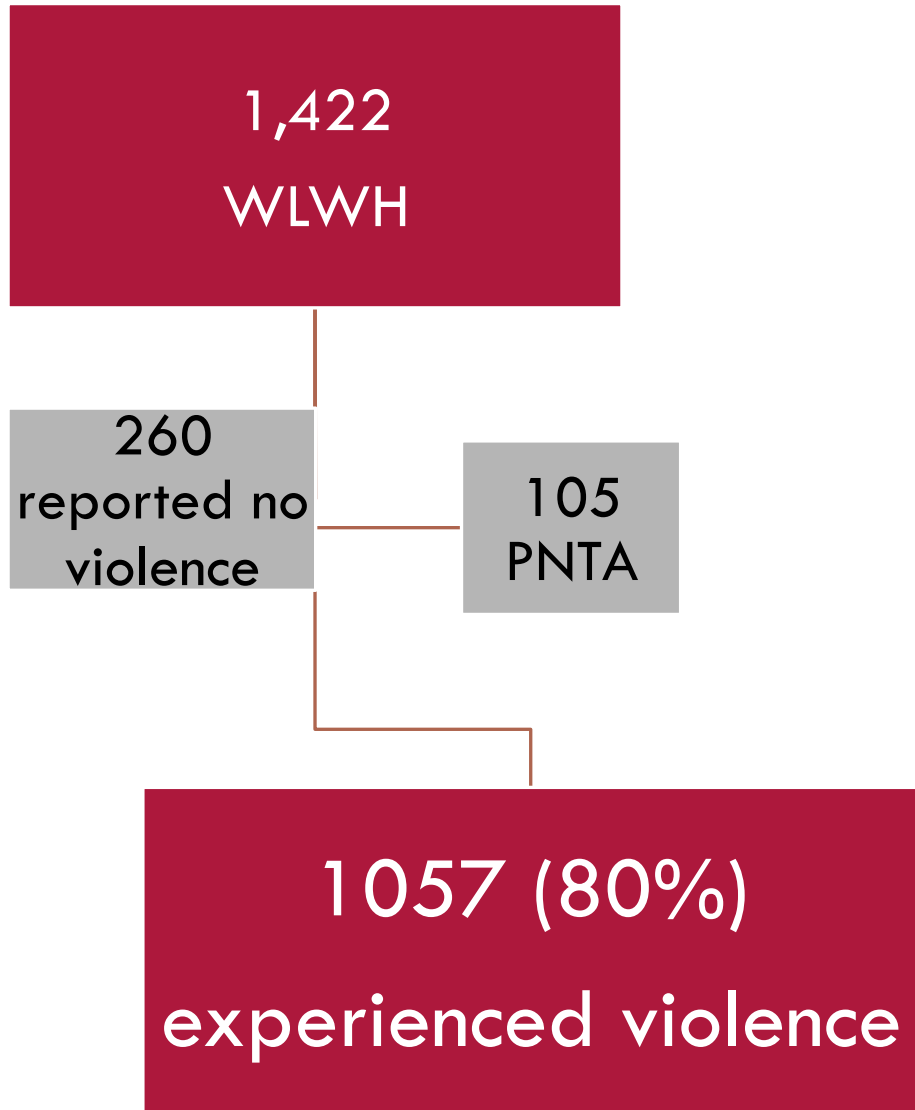 1,422
WLWH
260
reported no
violence
105
PNTA
1057 (80%)
experienced violence